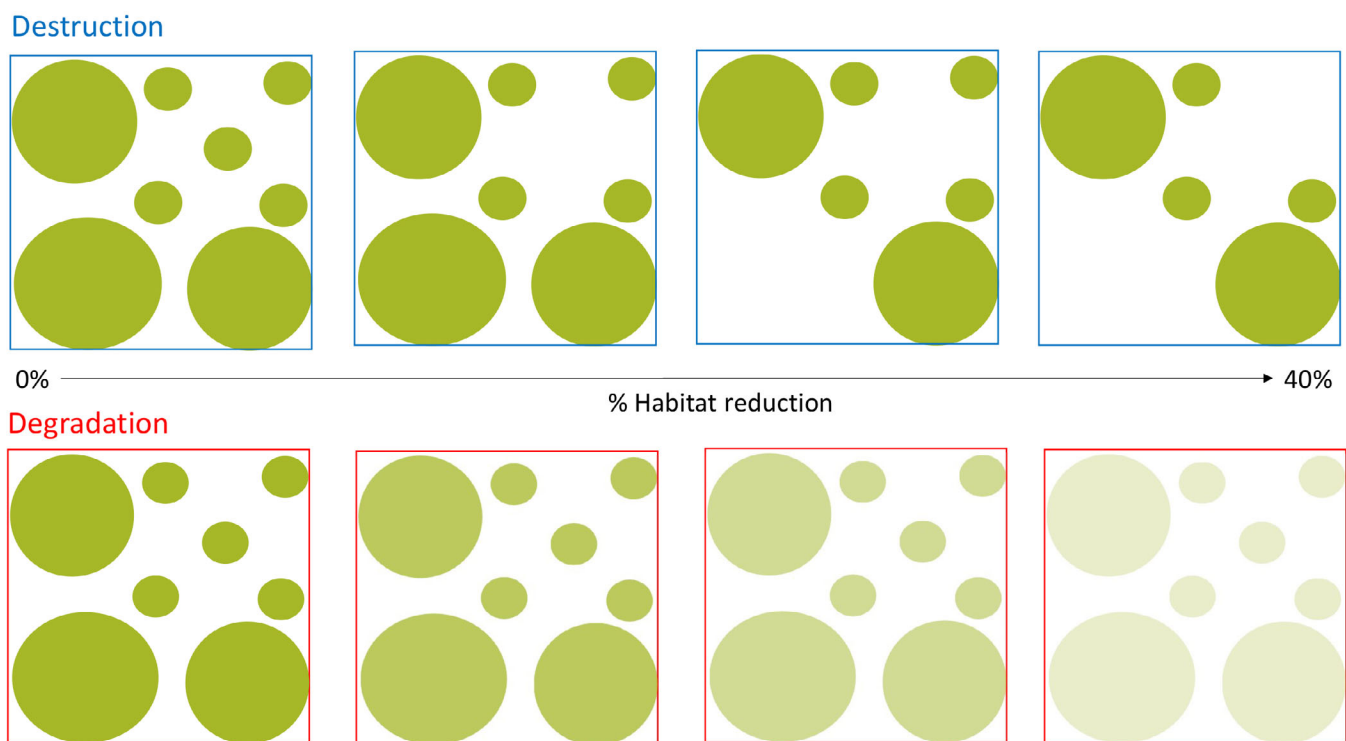 Destruction
0%
40%
% Habitat reduction
Degradation